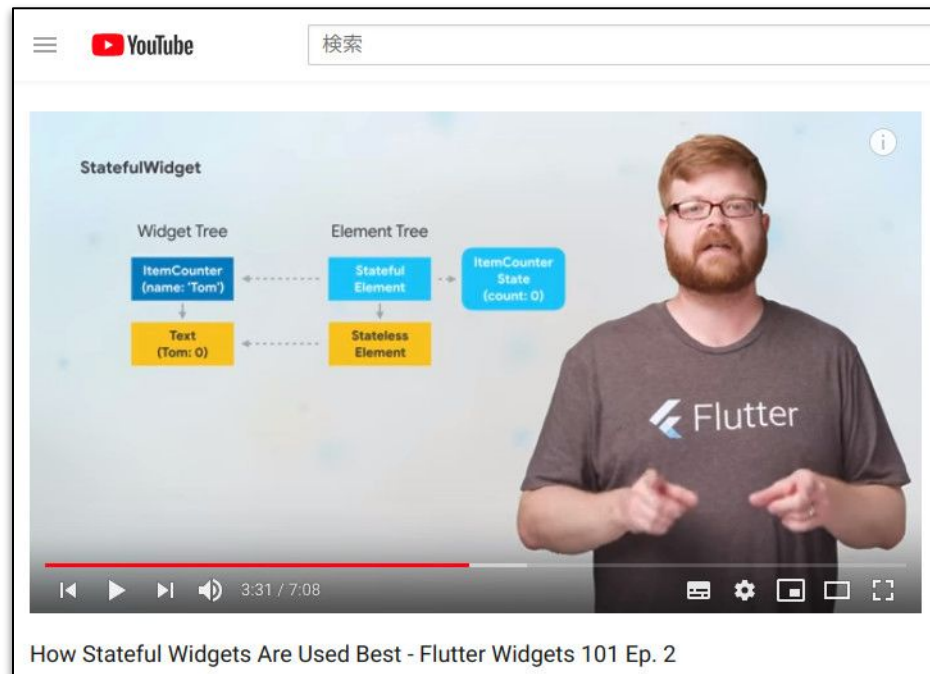 YouTube
検索
StatefulWidget
Widget Tree
Element Tree
ItemCounter
(name: 'Tom')
Stateful
Element
ItemCounter
State
(count: 0)
Text
(Tom: 0)
Stateless
Element
Flutter
3:31 / 7:08
How Stateful Widgets Are Used Best - Flutter Widgets 101 Ep. 2